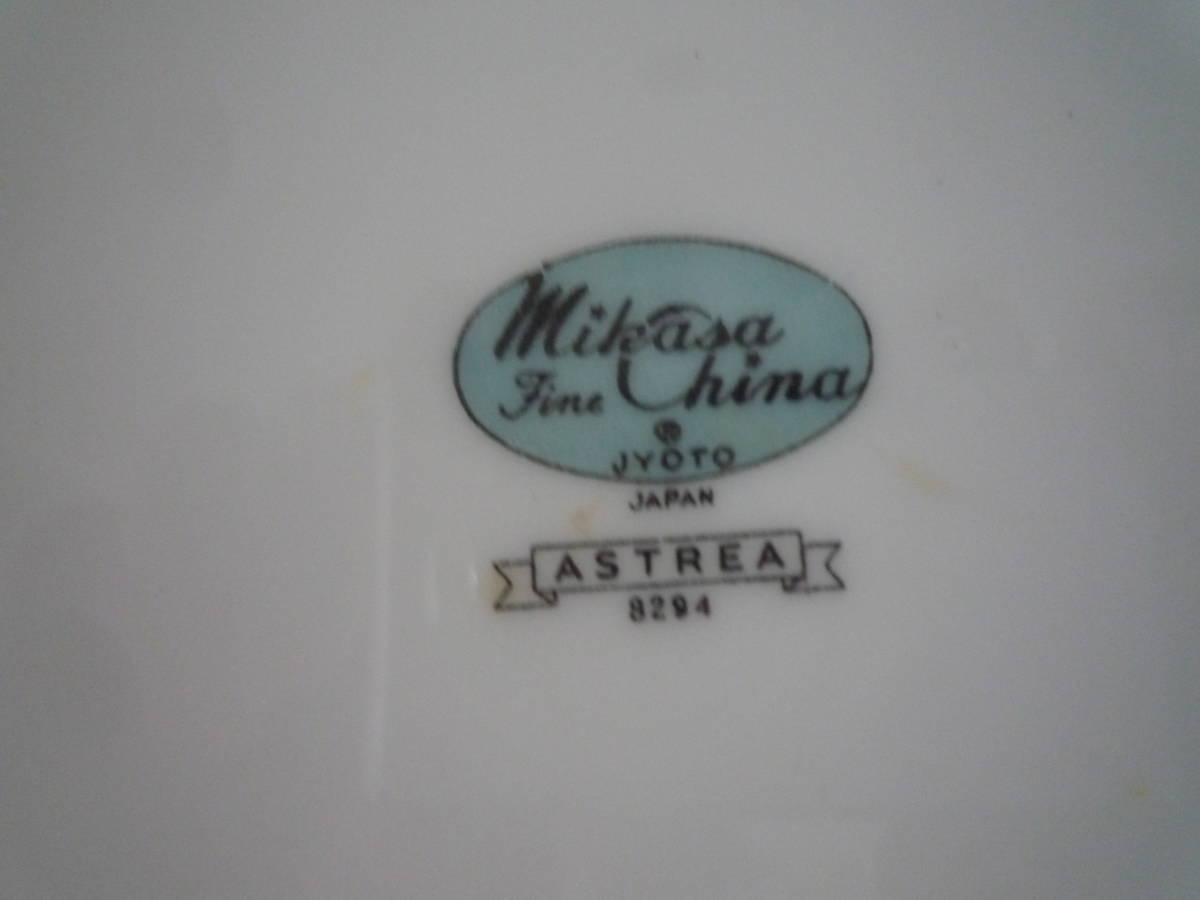 Mikasa
Fine China
®
JYOTO
JAPAN
ASTREA
8294